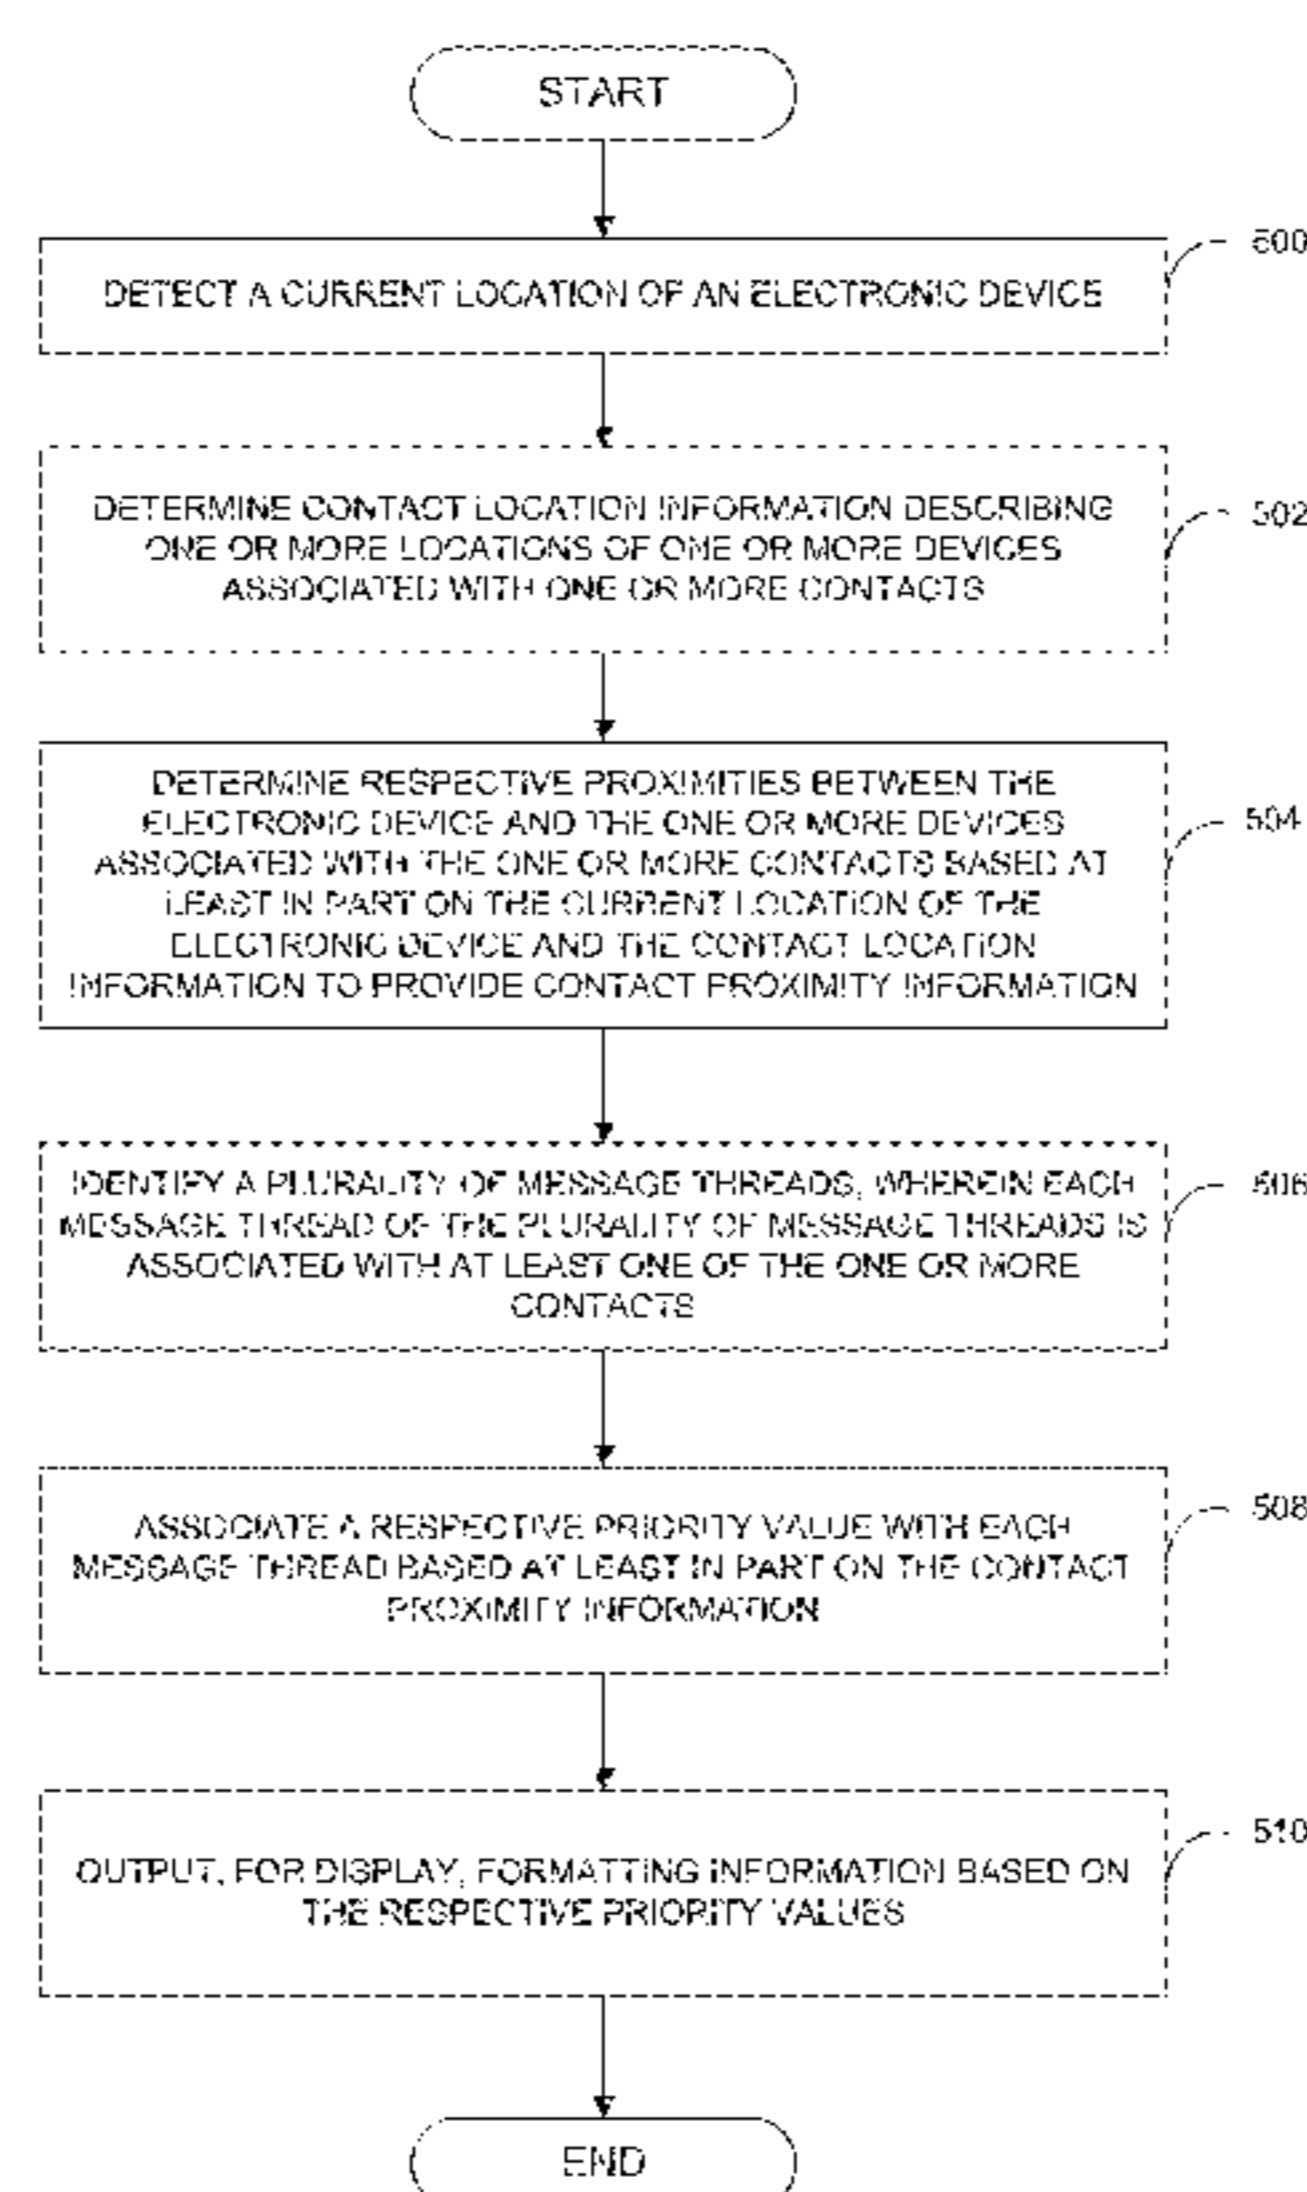 START
500
DETECT A CURRENT LOCATION OF AN ELECTRONIC DEVICE
502
DETERMINE CONTACT LOCATION INFORMATION DESCRIBING
ONE OR MORE LOCATIONS OF ONE OR MORE DEVICES
ASSOCIATED WITH ONE OR MORE CONTACTS
504
DETERMINE RESPECTIVE PROXIMITIES BETWEEN THE
ELECTRONIC DEVICE AND THE ONE OR MORE DEVICES
ASSOCIATED WITH THE ONE OR MORE CONTACTS BASED AT
LEAST IN PART ON THE CURRENT LOCATION OF THE
ELECTRONIC DEVICE AND THE CONTACT LOCATION
INFORMATION TO PROVIDE CONTACT PROXIMITY INFORMATION
506
IDENTIFY A PLURALITY OF MESSAGE THREADS, WHEREIN EACH
MESSAGE THREAD OF THE PLURALITY OF MESSAGE THREADS IS
ASSOCIATED WITH AT LEAST ONE OF THE ONE OR MORE
CONTACTS
508
ASSOCIATE A RESPECTIVE PRIORITY VALUE WITH EACH
MESSAGE THREAD BASED AT LEAST IN PART ON THE CONTACT
PROXIMITY INFORMATION
510
OUTPUT, FOR DISPLAY, FORMATTING INFORMATION BASED ON
THE RESPECTIVE PRIORITY VALUES
END